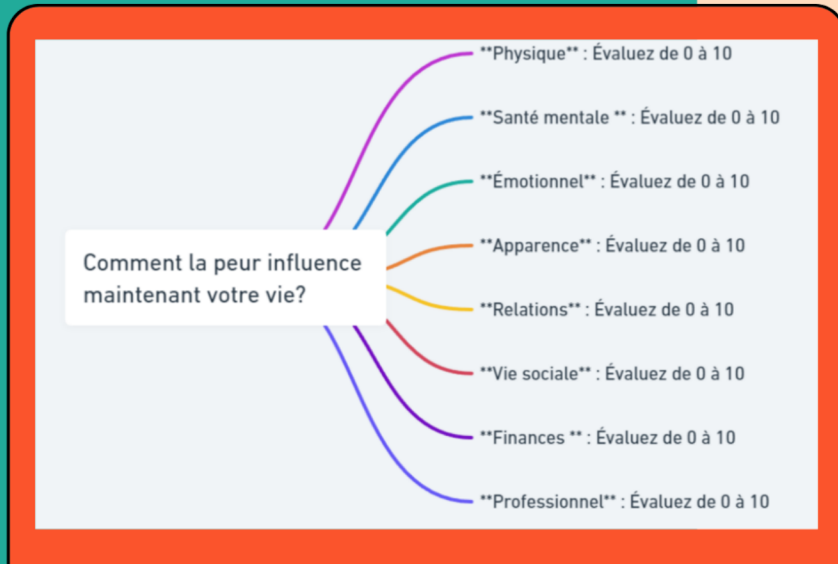 **Physique** : Évaluez de 0 à 10
**Santé mentale ** : Évaluez de 0 à 10
**Émotionnel** : Évaluez de 0 à 10
**Apparence** : Évaluez de 0 à 10
Comment la peur influence
maintenant votre vie?
**Relations** : Évaluez de 0 à 10
**Vie sociale** : Évaluez de 0 à 10
**Finances ** : Évaluez de 0 à 10
**Professionnel** : Évaluez de 0 à 10